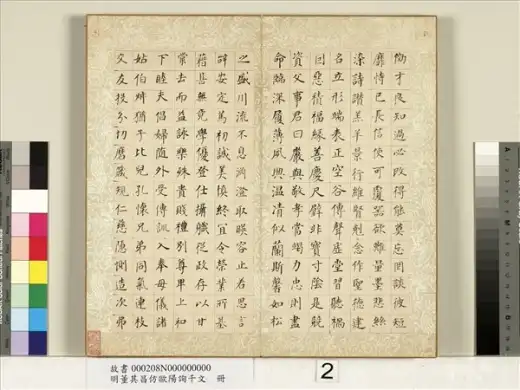 效才良知過必改得能莫忘罔談彼短
靡恃己長信使可覆器欲難量墨悲絲
染詩讚羔羊景行維賢剋念作聖德建
名立形端表正空谷傳聲虛堂習聽禍
因惡積福緣善慶尺璧非寶寸陰是競
資父事君曰嚴與敬孝當竭力忠則盡
命臨深履薄夙興溫凊似蘭斯馨如松
之盛川流不息淵澄取暎容止若思言
辭安定篤初誠美慎終宜令榮業所基
藉甚無竟學優登仕攝職從政存以甘
棠去而益詠樂殊貴賤禮別尊卑上和
下睦夫唱婦隨外受傳訓入奉母儀諸
姑伯叔猶子比兒孔懷兄弟同氣連枝
交友投分切磨箴規仁慈隱惻造次弗
故書 000208N000000000
明董其昌仿歐陽詢千文 冊
2